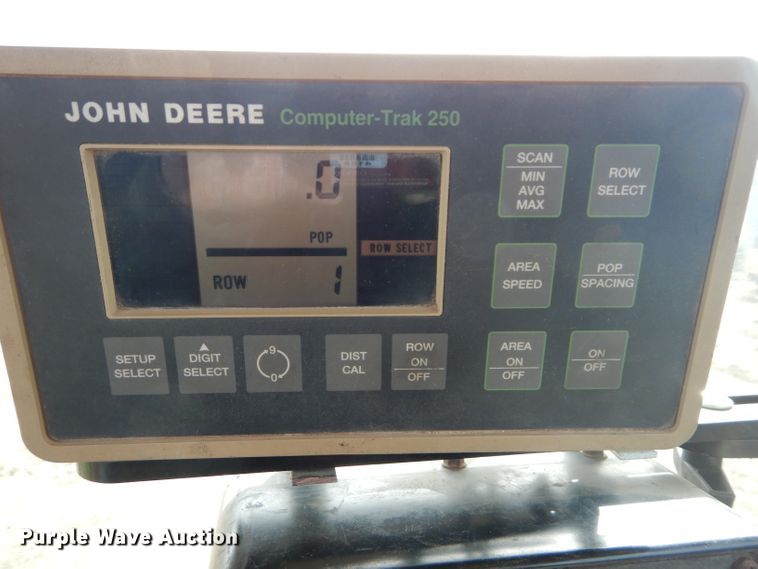 JOHN DEERE Computer-Trak 250
.0
POP
ROW SELECT
ROW 1
SCAN
MIN
AVG
MAX
ROW
SELECT
AREA
SPEED
POP
SPACING
SETUP
SELECT
DIGIT
SELECT
9
0
DIST
CAL
ROW
ON
OFF
AREA
ON
OFF
ON
OFF
Purple Wave Auction